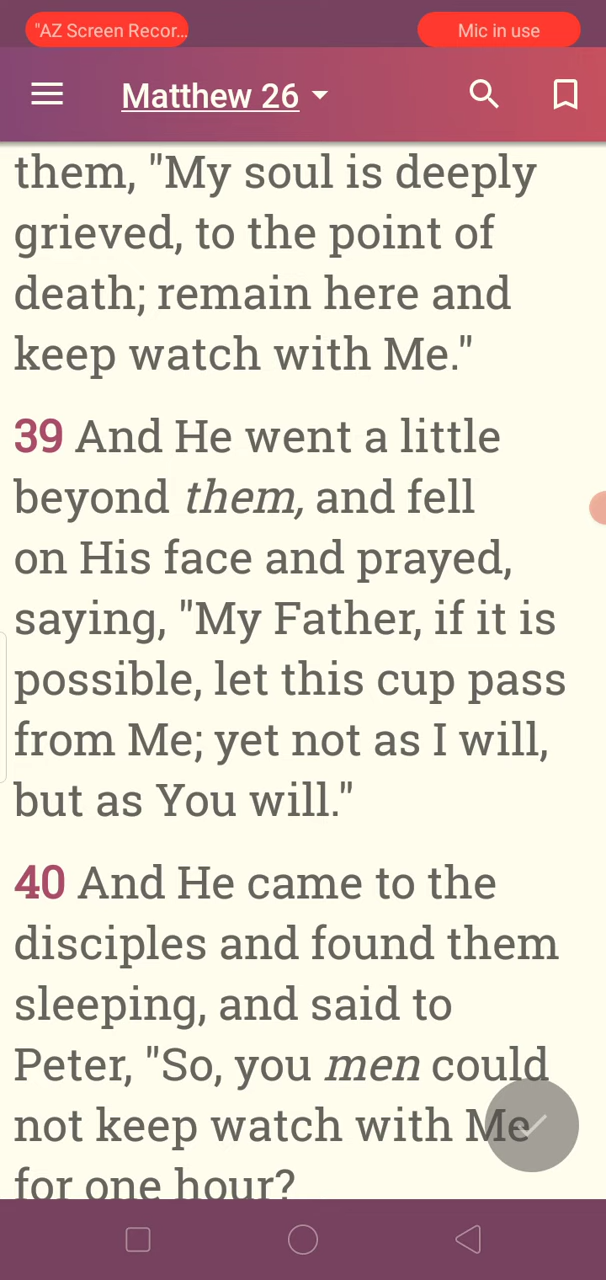 "AZ Screen Recor...
Mic in use
Matthew 26
them, "My soul is deeply
grieved, to the point of
death; remain here and
keep watch with Me."
39 And He went a little
beyond them, and fell
on His face and prayed,
saying, "My Father, if it is
possible, let this cup pass
from Me; yet not as I will,
but as You will."
40 And He came to the
disciples and found them
sleeping, and said to
Peter, "So, you men could
not keep watch with Me
for one hour?